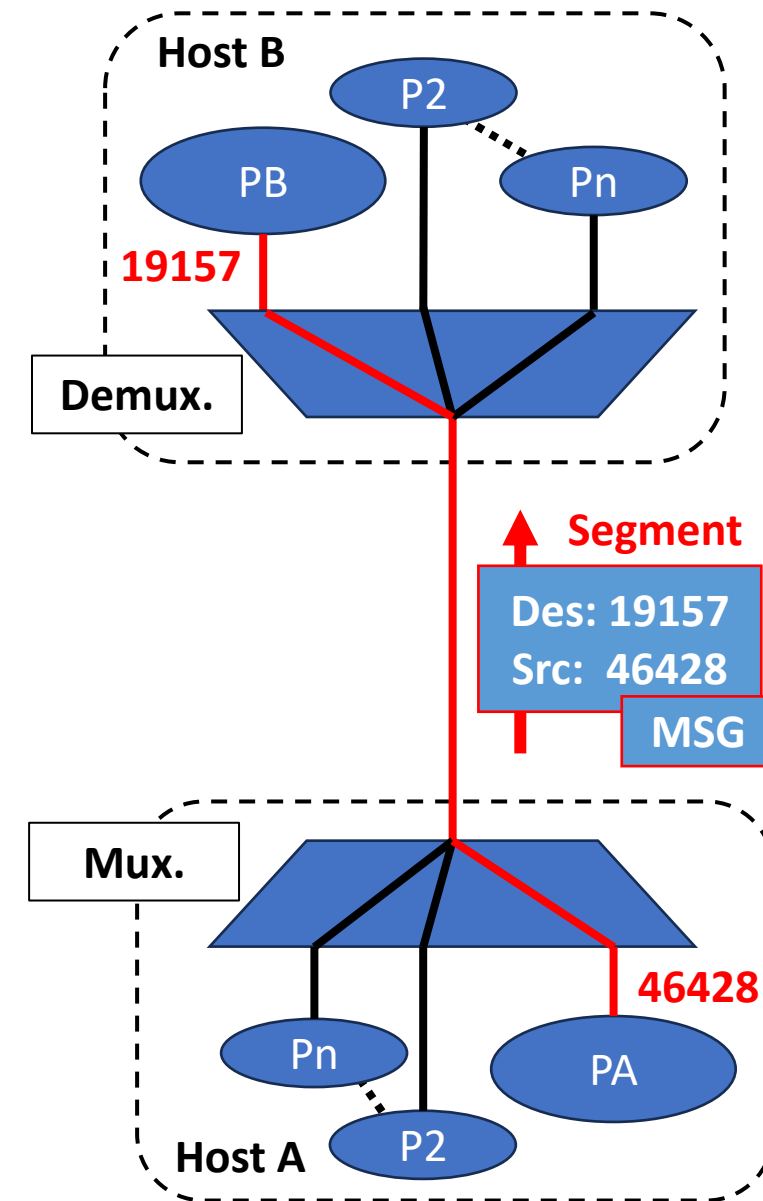 Host B
P2
PB
Pn
19157
Demux.
Segment
Des: 19157
Src: 46428
MSG
Mux.
46428
Pn
PA
P2
Host A